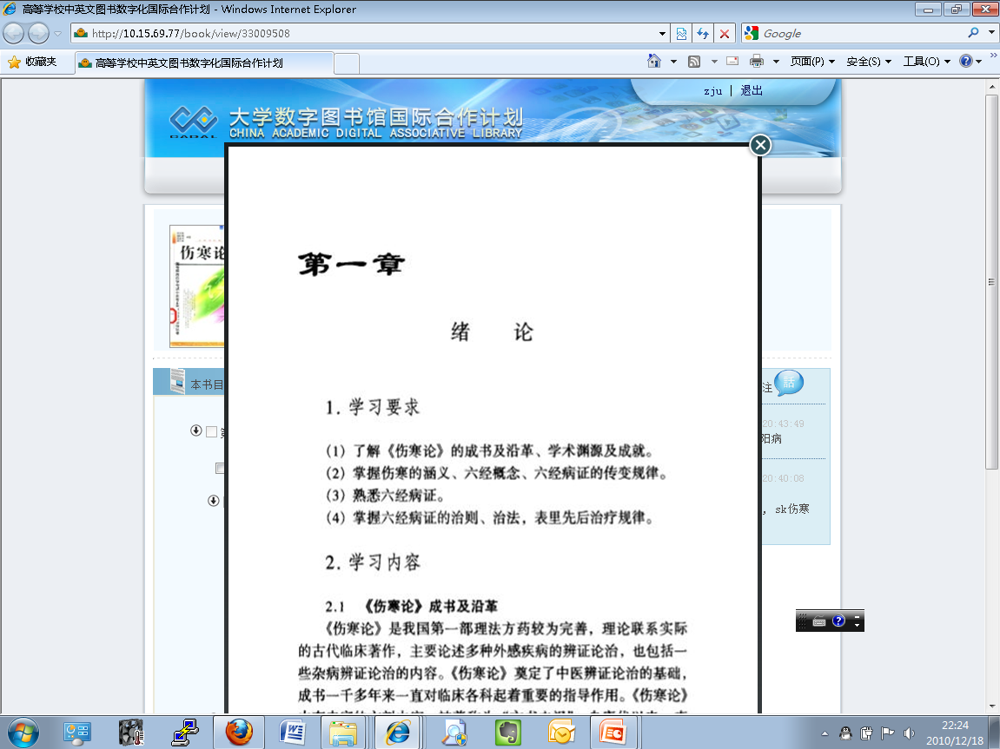 高等学校中英文图书数字化国际合作计划 - Windows Internet Explorer
http://10.15.69.77/book/view/33009508
Google
收藏夹
高等学校中英文图书数字化国际合作计划
页面(P)
安全(S)
工具(O)
zju | 退出
大学数字图书馆国际合作计划
CADAL
CHINA ACADEMIC DIGITAL ASSOCIATIVE LIBRARY
伤寒论
本书目
第一章
绪 论
1. 学习要求
(1) 了解《伤寒论》的成书及沿革、学术渊源及成就。
(2) 掌握伤寒的涵义、六经概念、六经病证的传变规律。
(3) 熟悉六经病证。
(4) 掌握六经病证的治则、治法，表里先后治疗规律。
2. 学习内容
2.1 《伤寒论》成书及沿革
《伤寒论》是我国第一部理法方药较为完善，理论联系实际
的古代临床著作，主要论述多种外感疾病的辨证论治，也包括一
些杂病辨证论治的内容。《伤寒论》奠定了中医辨证论治的基础，
成书一千多年来一直对临床各科起着重要的指导作用。《伤寒论》
注
話
20:43:49
阳病
20:40:08
, sk伤寒
22:24
2010/12/18